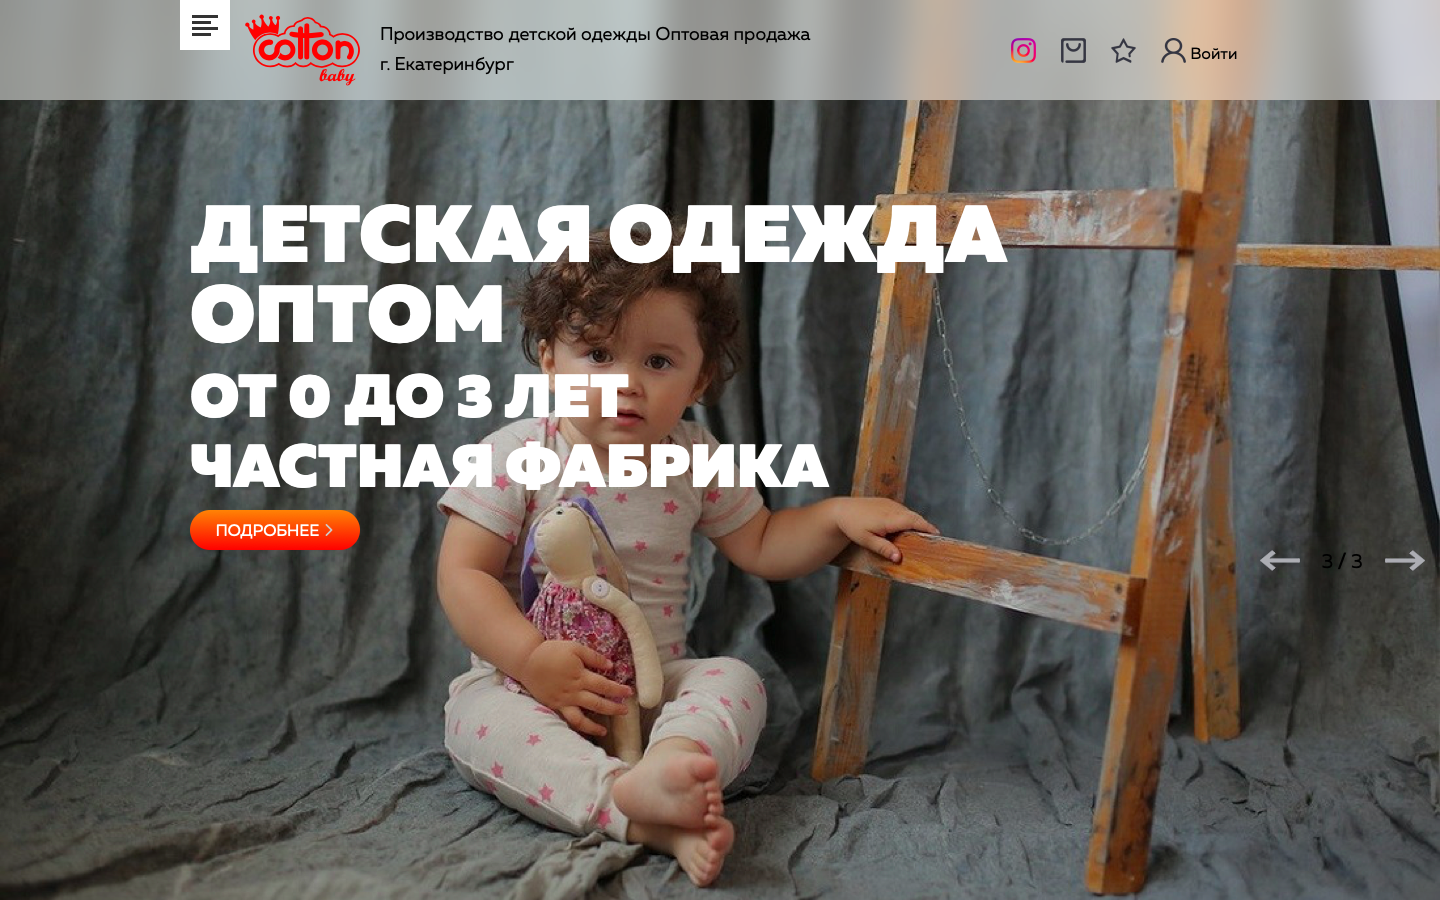 cotton
baby
Производство детской одежды Оптовая продажа
г. Екатеринбург
Войти
ДЕТСКАЯ ОДЕЖДА
ОПТОМ
ОТ 0 ДО 3 ЛЕТ
ЧАСТНАЯ ФАБРИКА
ПОДРОБНЕЕ
3 / 3